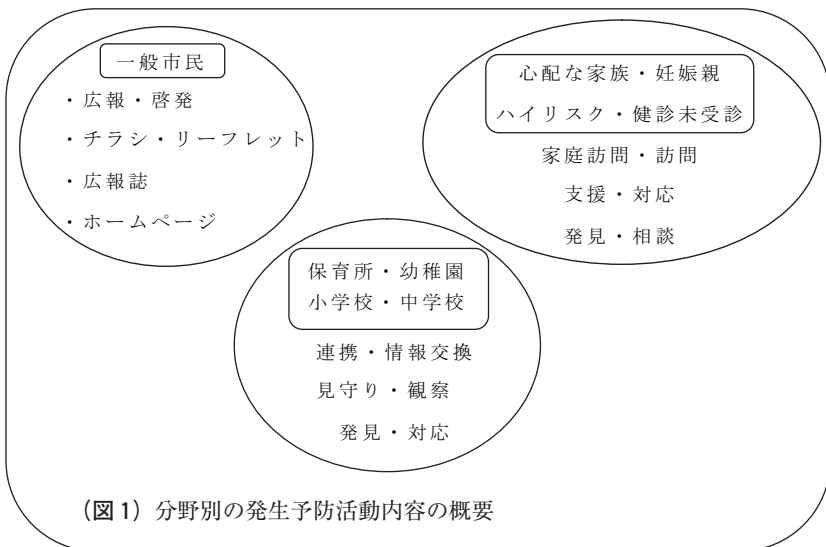 一般市民
・広報・啓発
・チラシ・リーフレット
・広報誌
・ホームページ
心配な家族・妊娠親
ハイリスク・健診未受診
家庭訪問・訪問
支援・対応
発見・相談
保育所・幼稚園
小学校・中学校
連携・情報交換
見守り・観察
発見・対応
(図1) 分野別の発生予防活動内容の概要